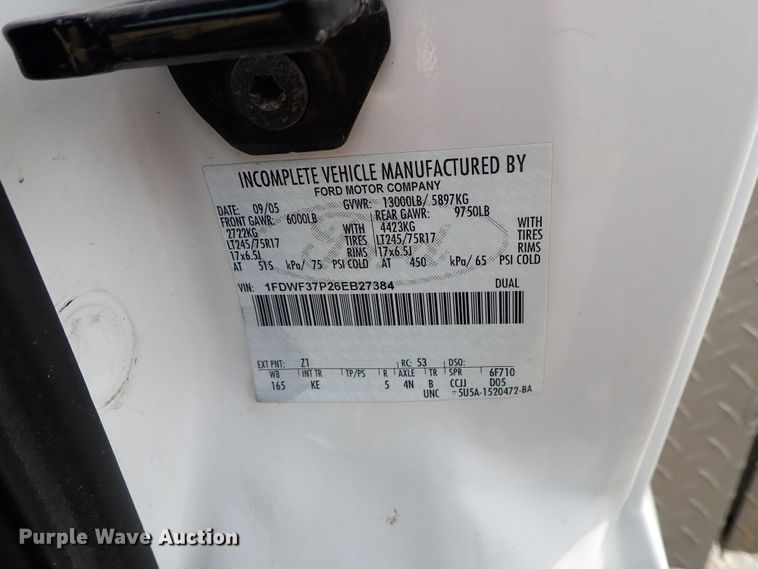 INCOMPLETE VEHICLE MANUFACTURED BY
FORD MOTOR COMPANY
DATE: 09/05 GVWR: 13000LB/ 5897KG
FRONT GAWR: 6000LB REAR GAWR: 9750LB
2722KG WITH 4423KG WITH
LT245/75R17 TIRES LT245/75R17 TIRES
17x6.5J RIMS 17x6.5J RIMS
AT 515 kPa/ 75 PSI COLD AT 450 kPa/ 65 PSI COLD
VIN: 1FDWF37P26EB27384 DUAL
EXT PNT: Z1 RC: 53 DSO:
WB INT TR TP/PS R AXLE TR SPR 6F710
165 KE 5 4N B CCJJ D05
UNC 5U5A-1520472-BA
Purple Wave Auction